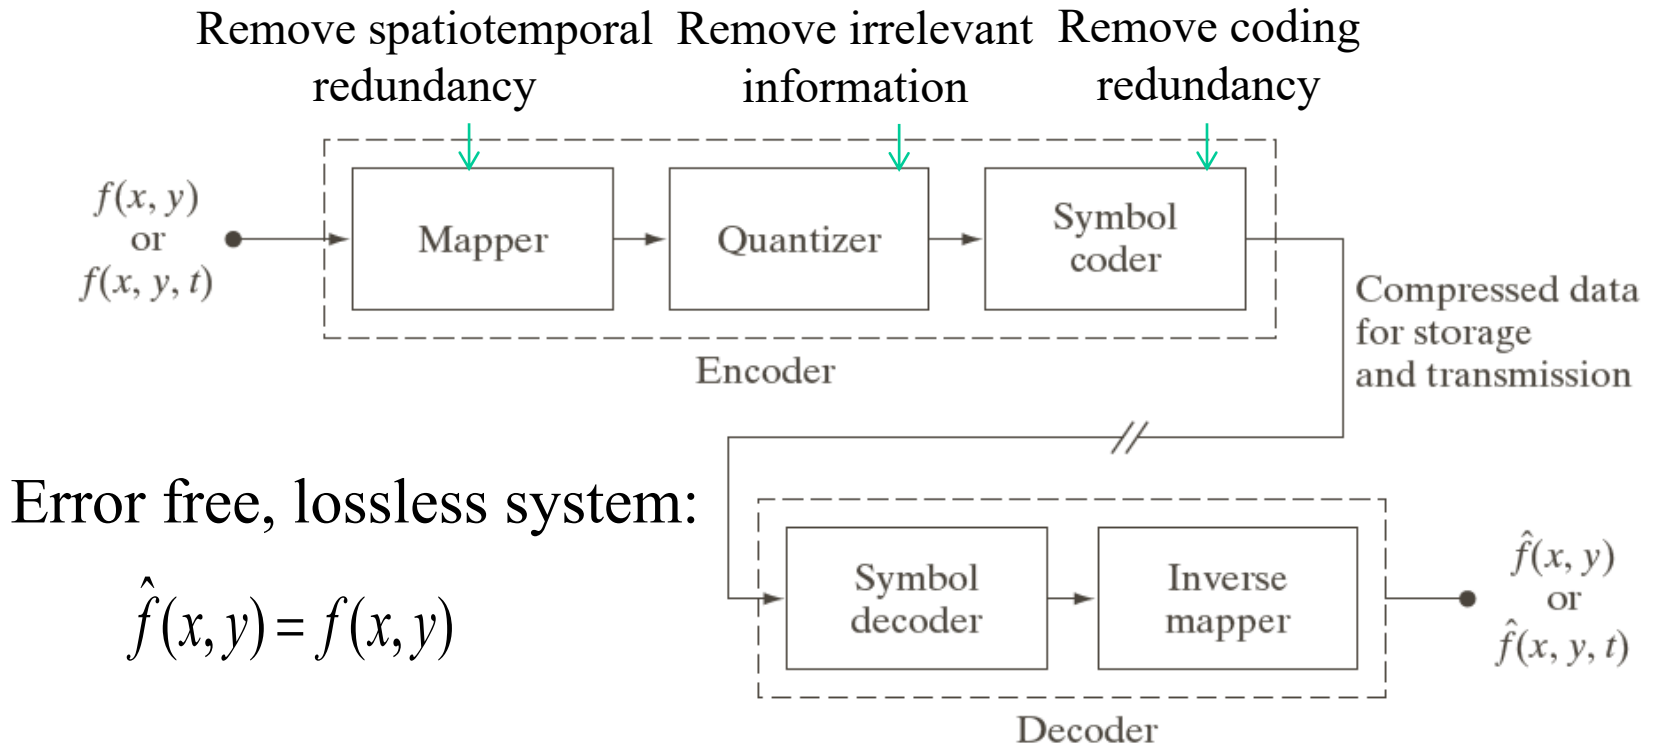 Remove spatiotemporal
redundancy
Remove irrelevant
information
Remove coding
redundancy
f(x, y)
or
f(x, y, t)
Mapper
Quantizer
Symbol
coder
Encoder
Compressed data
for storage
and transmission
Error free, lossless system:
f̂(x, y) = f(x, y)
Symbol
decoder
Inverse
mapper
Decoder
f̂(x, y)
or
f̂(x, y, t)